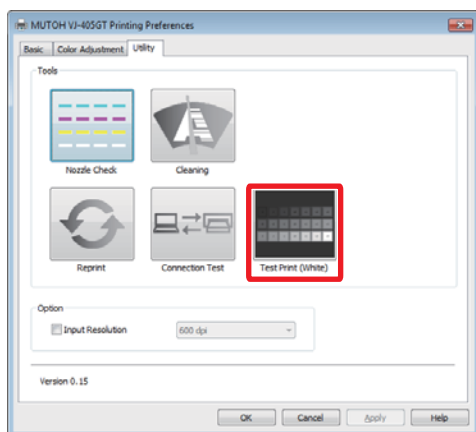 MUTOH VJ-405GT Printing Preferences
Basic Color Adjustment Utility
Tools
Nozzle Check Cleaning
Reprint Connection Test Test Print (White)
Option
Input Resolution 600 dpi
Version 0.15
OK Cancel Apply Help